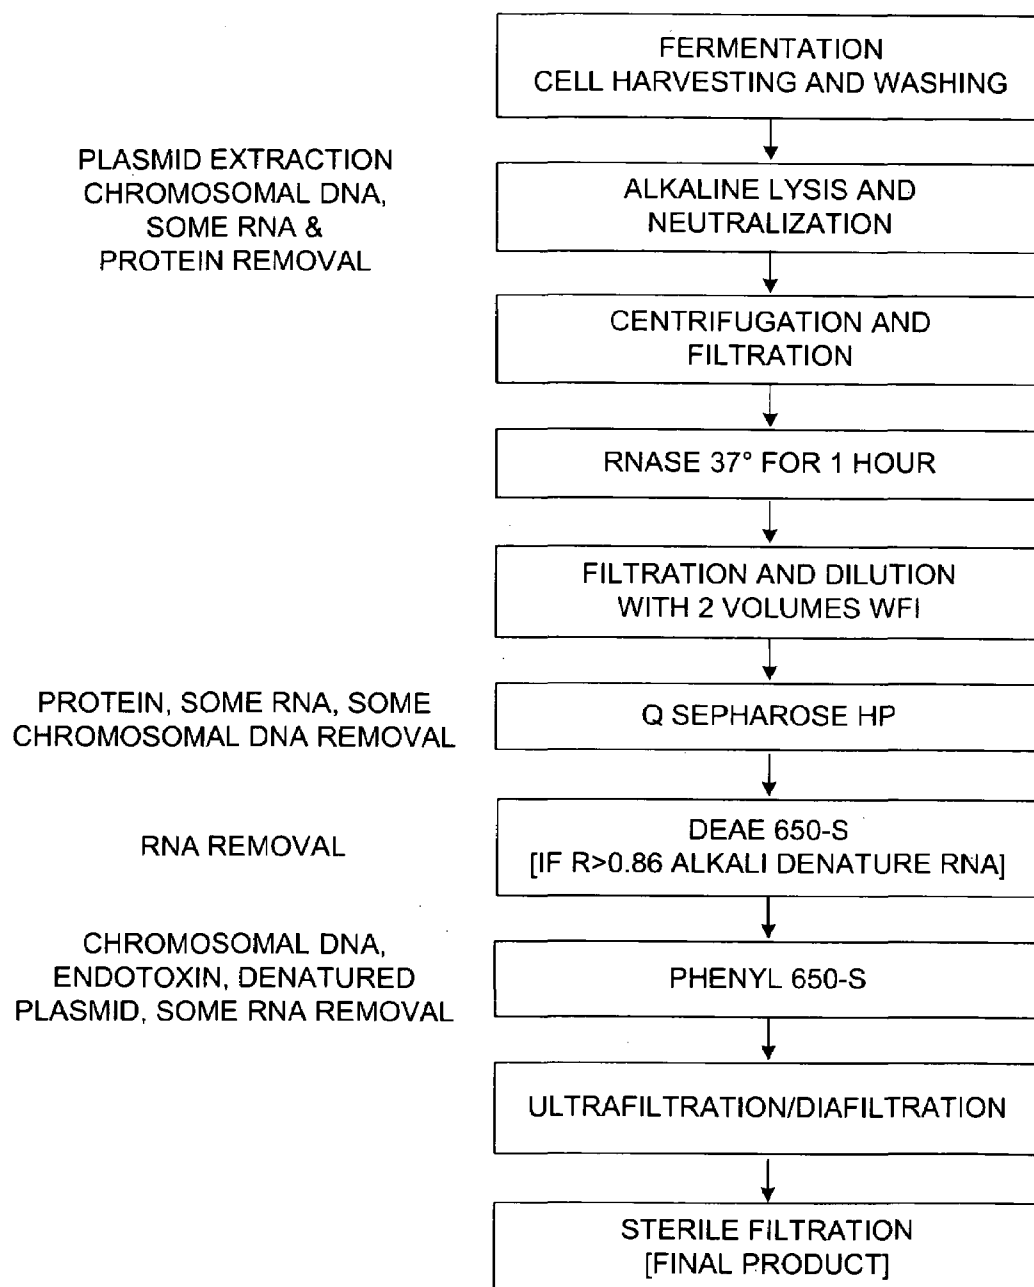 FERMENTATION
CELL HARVESTING AND WASHING
PLASMID EXTRACTION
CHROMOSOMAL DNA,
SOME RNA &
PROTEIN REMOVAL
ALKALINE LYSIS AND
NEUTRALIZATION
CENTRIFUGATION AND
FILTRATION
RNASE 37° FOR 1 HOUR
FILTRATION AND DILUTION
WITH 2 VOLUMES WFI
PROTEIN, SOME RNA, SOME
CHROMOSOMAL DNA REMOVAL
Q SEPHAROSE HP
RNA REMOVAL
DEAE 650-S
[IF R>0.86 ALKALI DENATURE RNA]
CHROMOSOMAL DNA,
ENDOTOXIN, DENATURED
PLASMID, SOME RNA REMOVAL
PHENYL 650-S
ULTRAFILTRATION/DIAFILTRATION
STERILE FILTRATION
[FINAL PRODUCT]